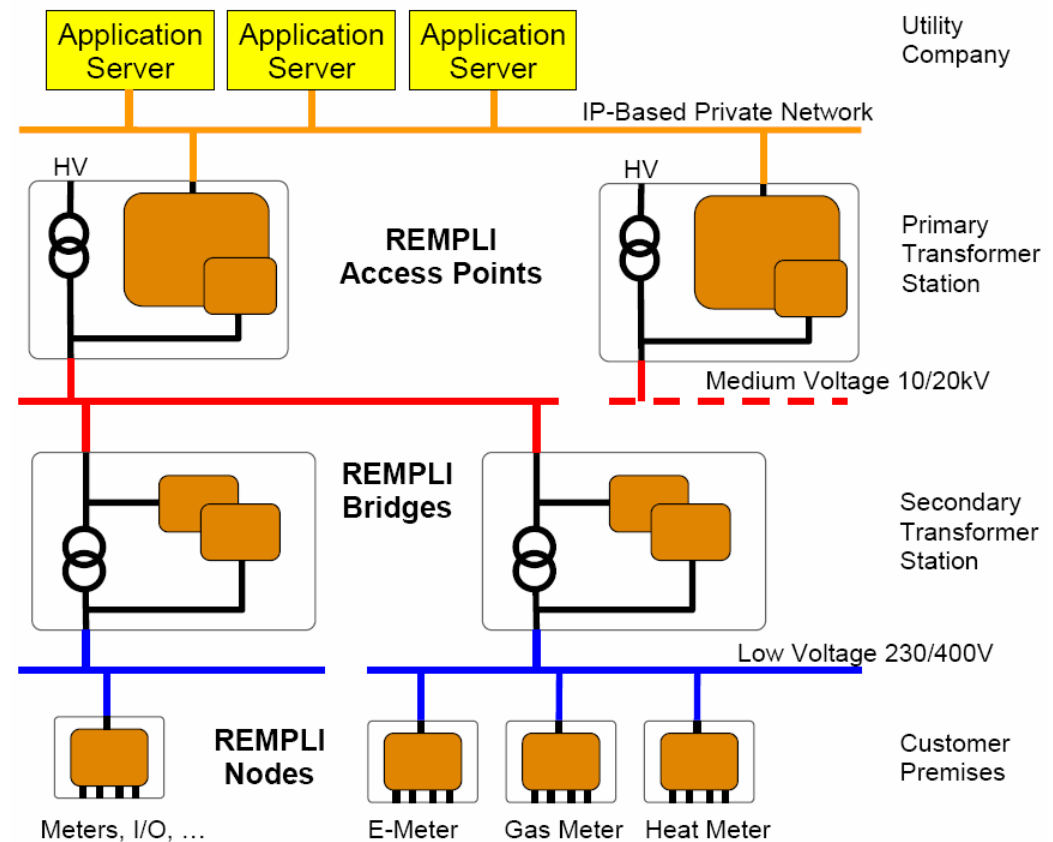 Application
Server
Application
Server
Application
Server
Utility
Company
IP-Based Private Network
HV
HV
REMPLI
Access Points
Primary
Transformer
Station
Medium Voltage 10/20kV
REMPLI
Bridges
Secondary
Transformer
Station
Low Voltage 230/400V
REMPLI
Nodes
Customer
Premises
Meters, I/O, …
E-Meter
Gas Meter
Heat Meter